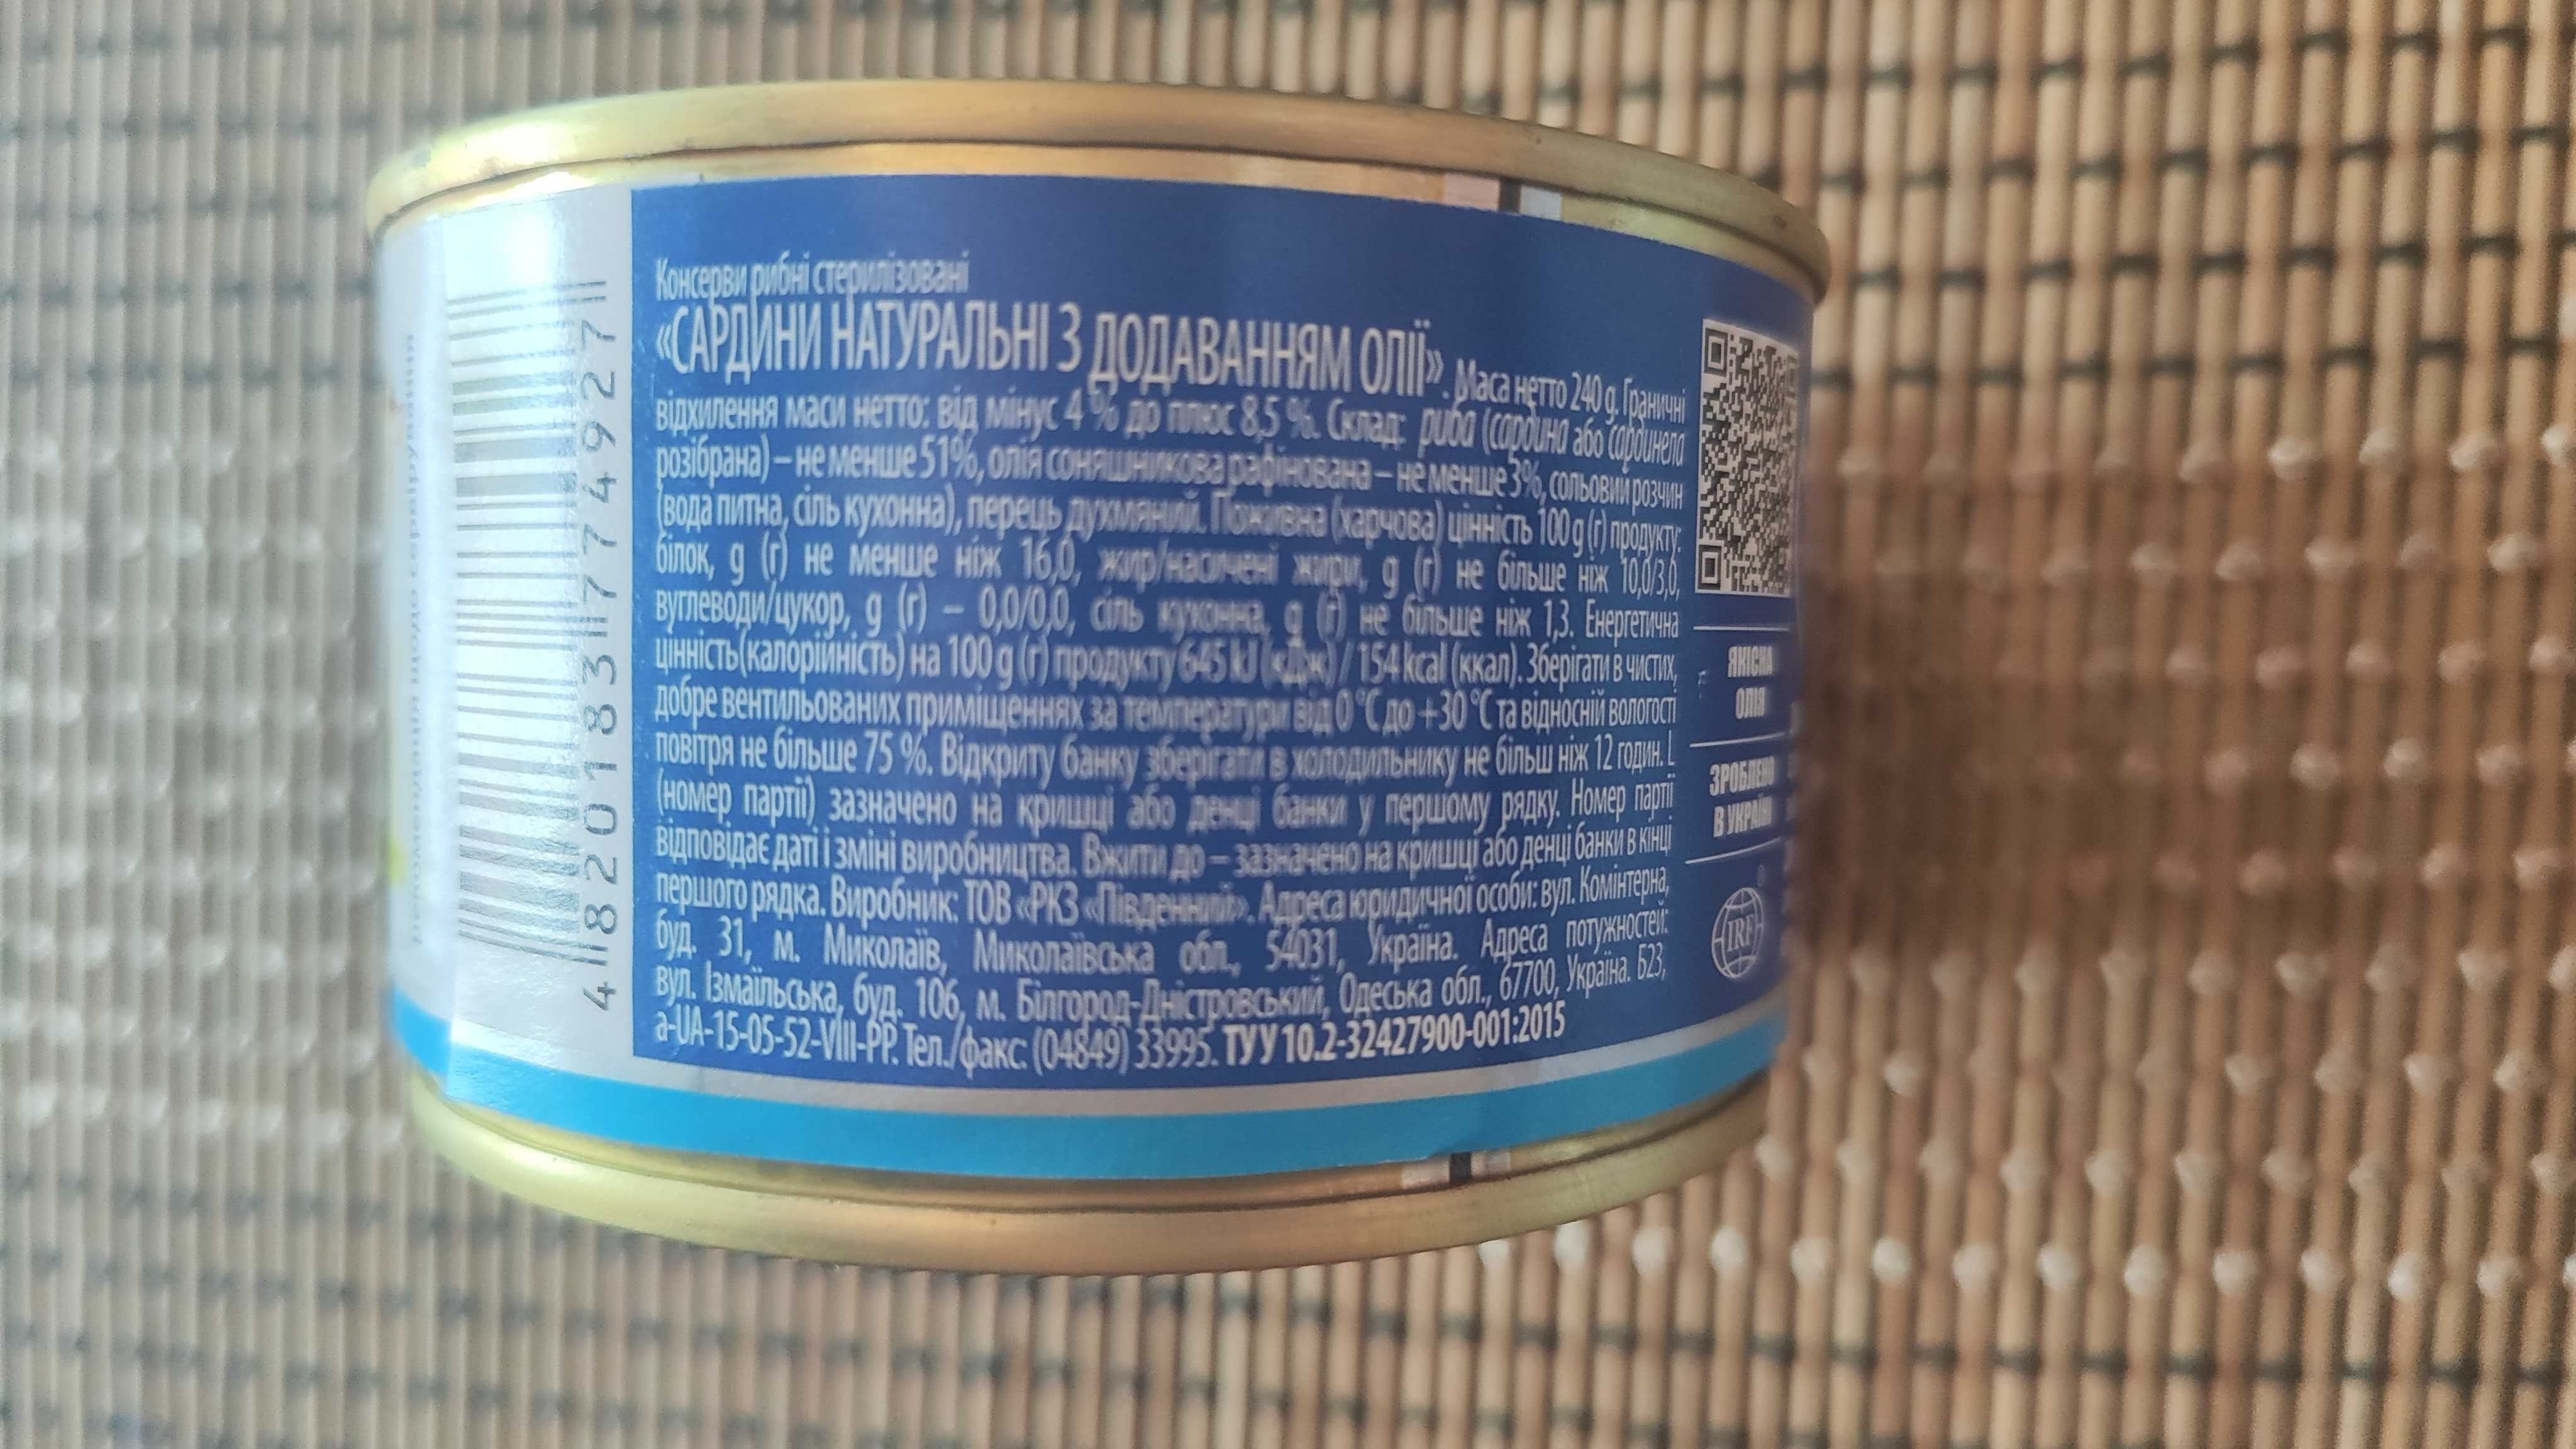 Консерви рибні стерилізовані
«САРДИНИ НАТУРАЛЬНІ З ДОДАВАННЯМ ОЛІЇ». Маса нетто 240 g. Граничні
відхилення маси нетто: від мінус 4 % до плюс 8,5 %. Склад: риба (сардина або сардинела
розібрана) – не менше 51%, олія соняшникова рафінована – не менше 3%, сольовий розчин
(вода питна, сіль кухонна), перець духмяний. Поживна (харчова) цінність 100 g (г) продукту:
білок, g (г) не менше ніж 16,0, жир/насичені жири, g (г) не більше ніж 10,0/3,0,
вуглеводи/цукор, g (г) – 0,0/0,0, сіль кухонна, g (г) не більше ніж 1,3. Енергетична
цінність (калорійність) на 100 g (г) продукту 645 kJ (кДж) / 154 kcal (ккал). Зберігати в чистих,
добре вентильованих приміщеннях за температури від 0 °С до +30 °С та відносній вологості
повітря не більше 75 %. Відкриту банку зберігати в холодильнику не більш ніж 12 годин. L
(номер партії) зазначено на кришці або денці банки у першому рядку. Номер партії
відповідає даті і зміні виробництва. Вжити до – зазначено на кришці або денці банки в кінці
першого рядка. Виробник: ТОВ «РКЗ «Південний». Адреса юридичної особи: вул. Комінтерна,
буд. 31, м. Миколаїв, Миколаївська обл., 54031, Україна. Адреса потужностей:
вул. Ізмаїльська, буд. 106, м. Білгород-Дністровський, Одеська обл., 67700, Україна. Б23,
a-UA-15-05-52-VIII-PP. Тел./факс. (04849) 33995. ТУ У 10.2-32427900-001:2015
4 820183 774927
ЯКІСНА
ОЛІЯ
ЗРОБЛЕНО
В УКРАЇНІ
IRF